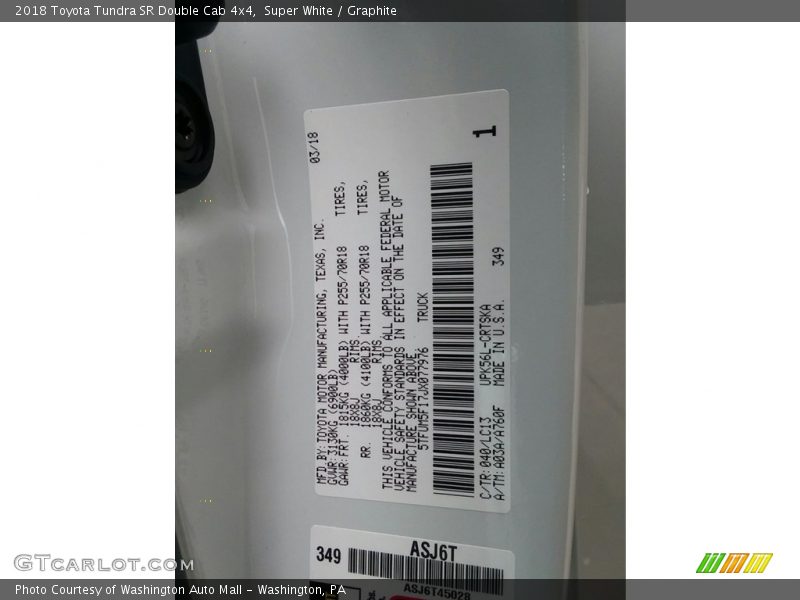 2018 Toyota Tundra SR Double Cab 4x4, Super White / Graphite
MFD.BY:TOYOTA MOTOR MANUFACTURING, TEXAS, INC. 03/18
GVWR:3130KG (6900LB)
GAWR:FRT. 1815KG (4000LB) WITH P255/70R18 TIRES,
18X8J RIMS.
RR. 1860KG (4100LB) WITH P255/70R18 TIRES,
18X8J RIMS.
THIS VEHICLE CONFORMS TO ALL APPLICABLE FEDERAL MOTOR
VEHICLE SAFETY STANDARDS IN EFFECT ON THE DATE OF
MANUFACTURE SHOWN ABOVE.
5TFUM5F17JX077976 TRUCK
1
C/TR:040/LC13 UPK56L-CRTSKA 349
A/TM:A03A/A760F MADE IN U.S.A.
349 ASJ6T
ASJ6T45028
GTCarLot.com
Photo Courtesy of Washington Auto Mall - Washington, PA